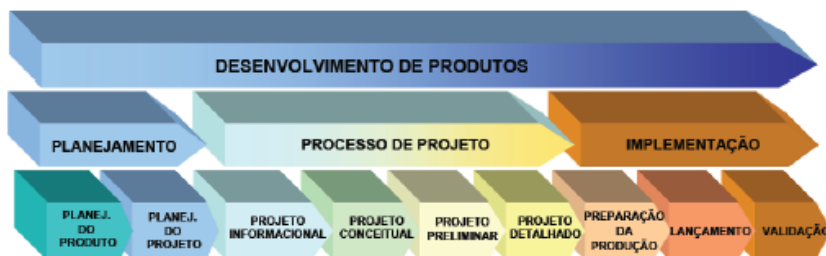 DESENVOLVIMENTO DE PRODUTOS
PLANEJAMENTO
PROCESSO DE PROJETO
IMPLEMENTAÇÃO
PLANEJ.
DO
PRODUTO
PLANEJ.
DO
PROJETO
PROJETO
INFORMACIONAL
PROJETO
CONCEITUAL
PROJETO
PRELIMINAR
PROJETO
DETALHADO
PREPARAÇÃO
DA
PRODUÇÃO
LANÇAMENTO
VALIDAÇÃO